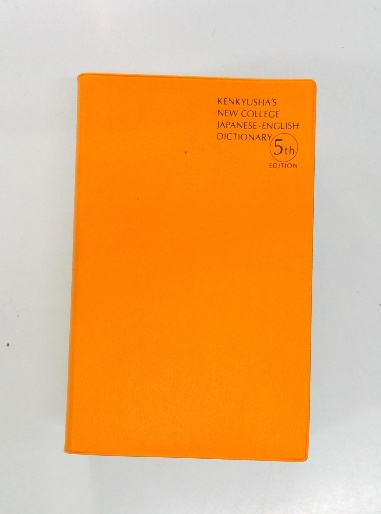 KENKYUSHA'S
NEW COLLEGE
JAPANESE-ENGLISH
DICTIONARY
5th
EDITION